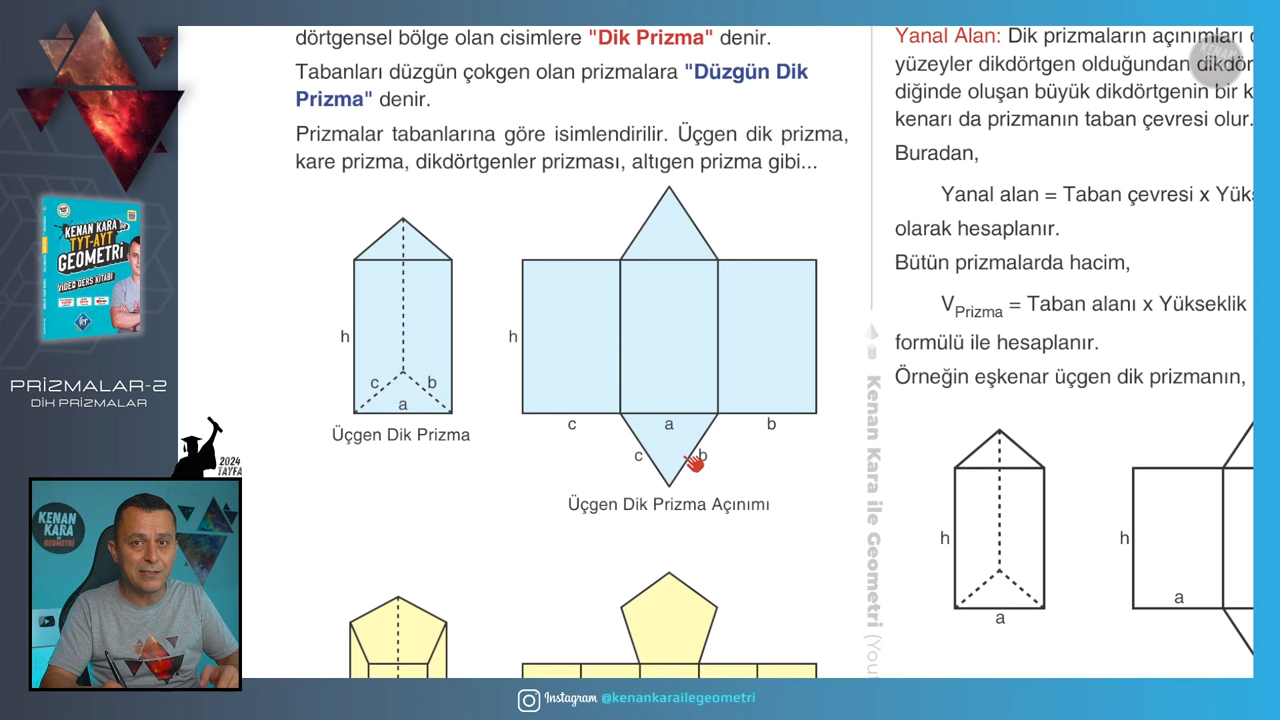 dörtgensel bölge olan cisimlere "Dik Prizma" denir.
Tabanları düzgün çokgen olan prizmalara "Düzgün Dik
Prizma" denir.
Prizmalar tabanlarına göre isimlendirilir. Üçgen dik prizma,
kare prizma, dikdörtgenler prizması, altıgen prizma gibi...
h
c
b
a
Üçgen Dik Prizma
h
c
a
b
c
b
Üçgen Dik Prizma Açınımı
Yanal Alan: Dik prizmaların açınımları
yüzeyler dikdörtgen olduğundan dikdör
diğinde oluşan büyük dikdörtgenin bir k
kenarı da prizmanın taban çevresi olur.
Buradan,
Yanal alan = Taban çevresi x Yük
olarak hesaplanır.
Bütün prizmalarda hacim,
VPrizma = Taban alanı x Yükseklik
formülü ile hesaplanır.
Örneğin eşkenar üçgen dik prizmanın,
h
a
h
a
Kenan Kara ile Geometri (You
KENAN KARA
TYT-AYT
GEOMETRİ
VİDEO DERS KİTABI
PRİZMALAR-2
DİK PRİZMALAR
2024
TAYFA
KENAN
KARA
GEOMETRİ
Instagram @kenankarailegeometri